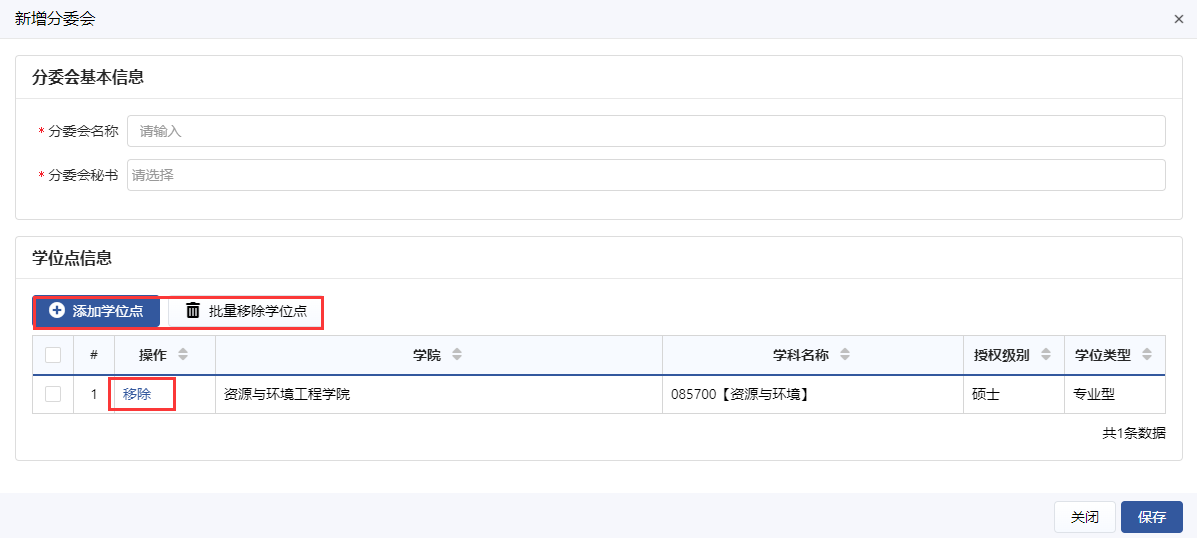 新增分委会
分委会基本信息
* 分委会名称 请输入
* 分委会秘书 请选择
学位点信息
添加学位点 批量移除学位点
# 操作 学院 学科名称 授权级别 学位类型
1 移除 资源与环境工程学院 085700【资源与环境】 硕士 专业型
共1条数据
关闭 保存